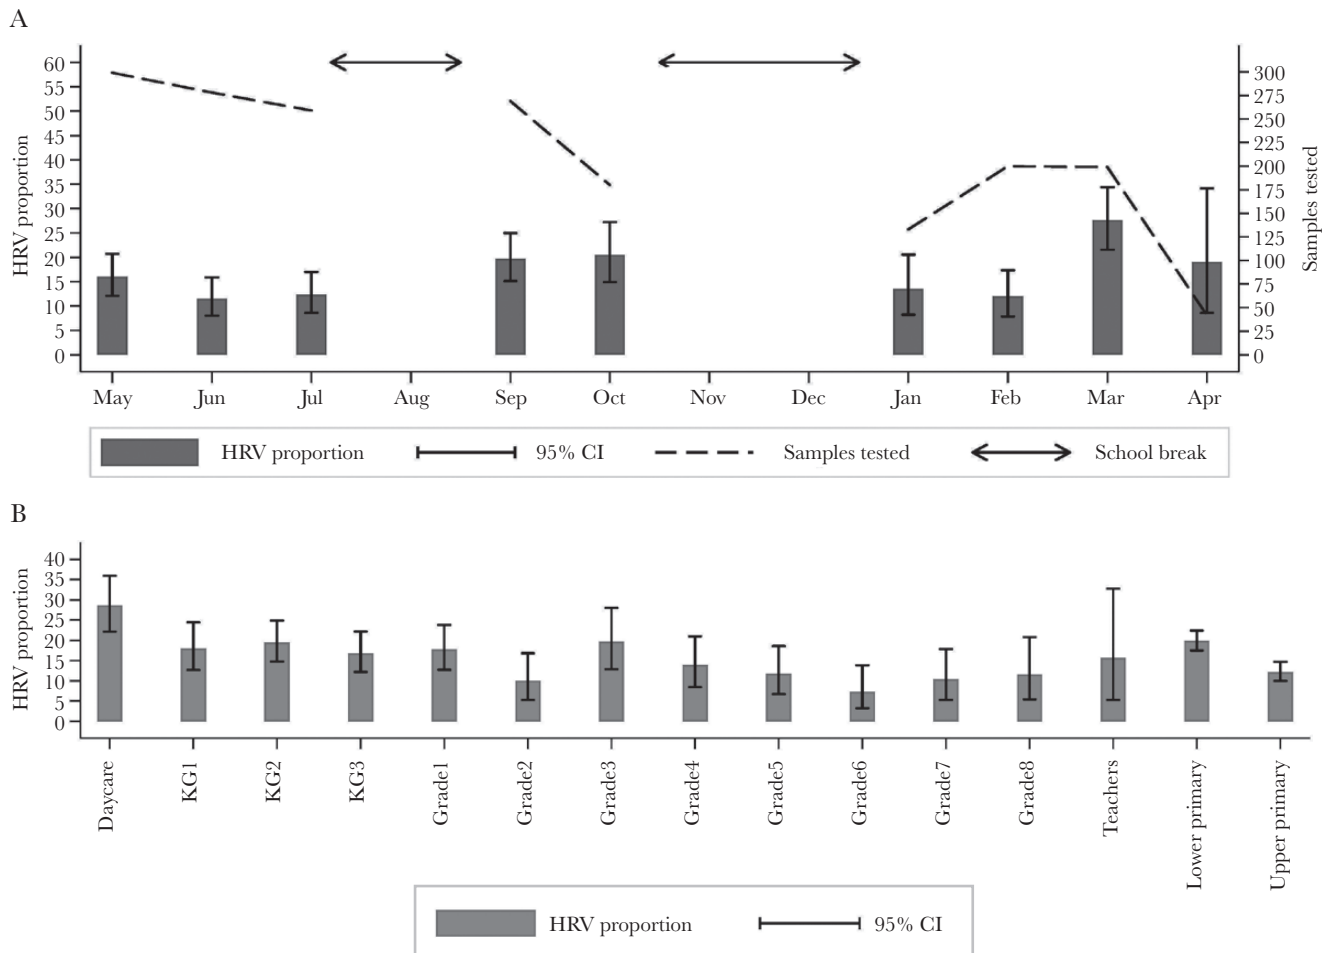 A
HRV proportion
60
55
50
45
40
35
30
25
20
15
10
5
0
Samples tested
300
275
250
225
200
175
150
125
100
75
50
25
0
May Jun Jul Aug Sep Oct Nov Dec Jan Feb Mar Apr
HRV proportion 95% CI Samples tested School break
B
HRV proportion
40
35
30
25
20
15
10
5
0
Daycare
KG1
KG2
KG3
Grade1
Grade2
Grade3
Grade4
Grade5
Grade6
Grade7
Grade8
Teachers
Lower primary
Upper primary
HRV proportion 95% CI